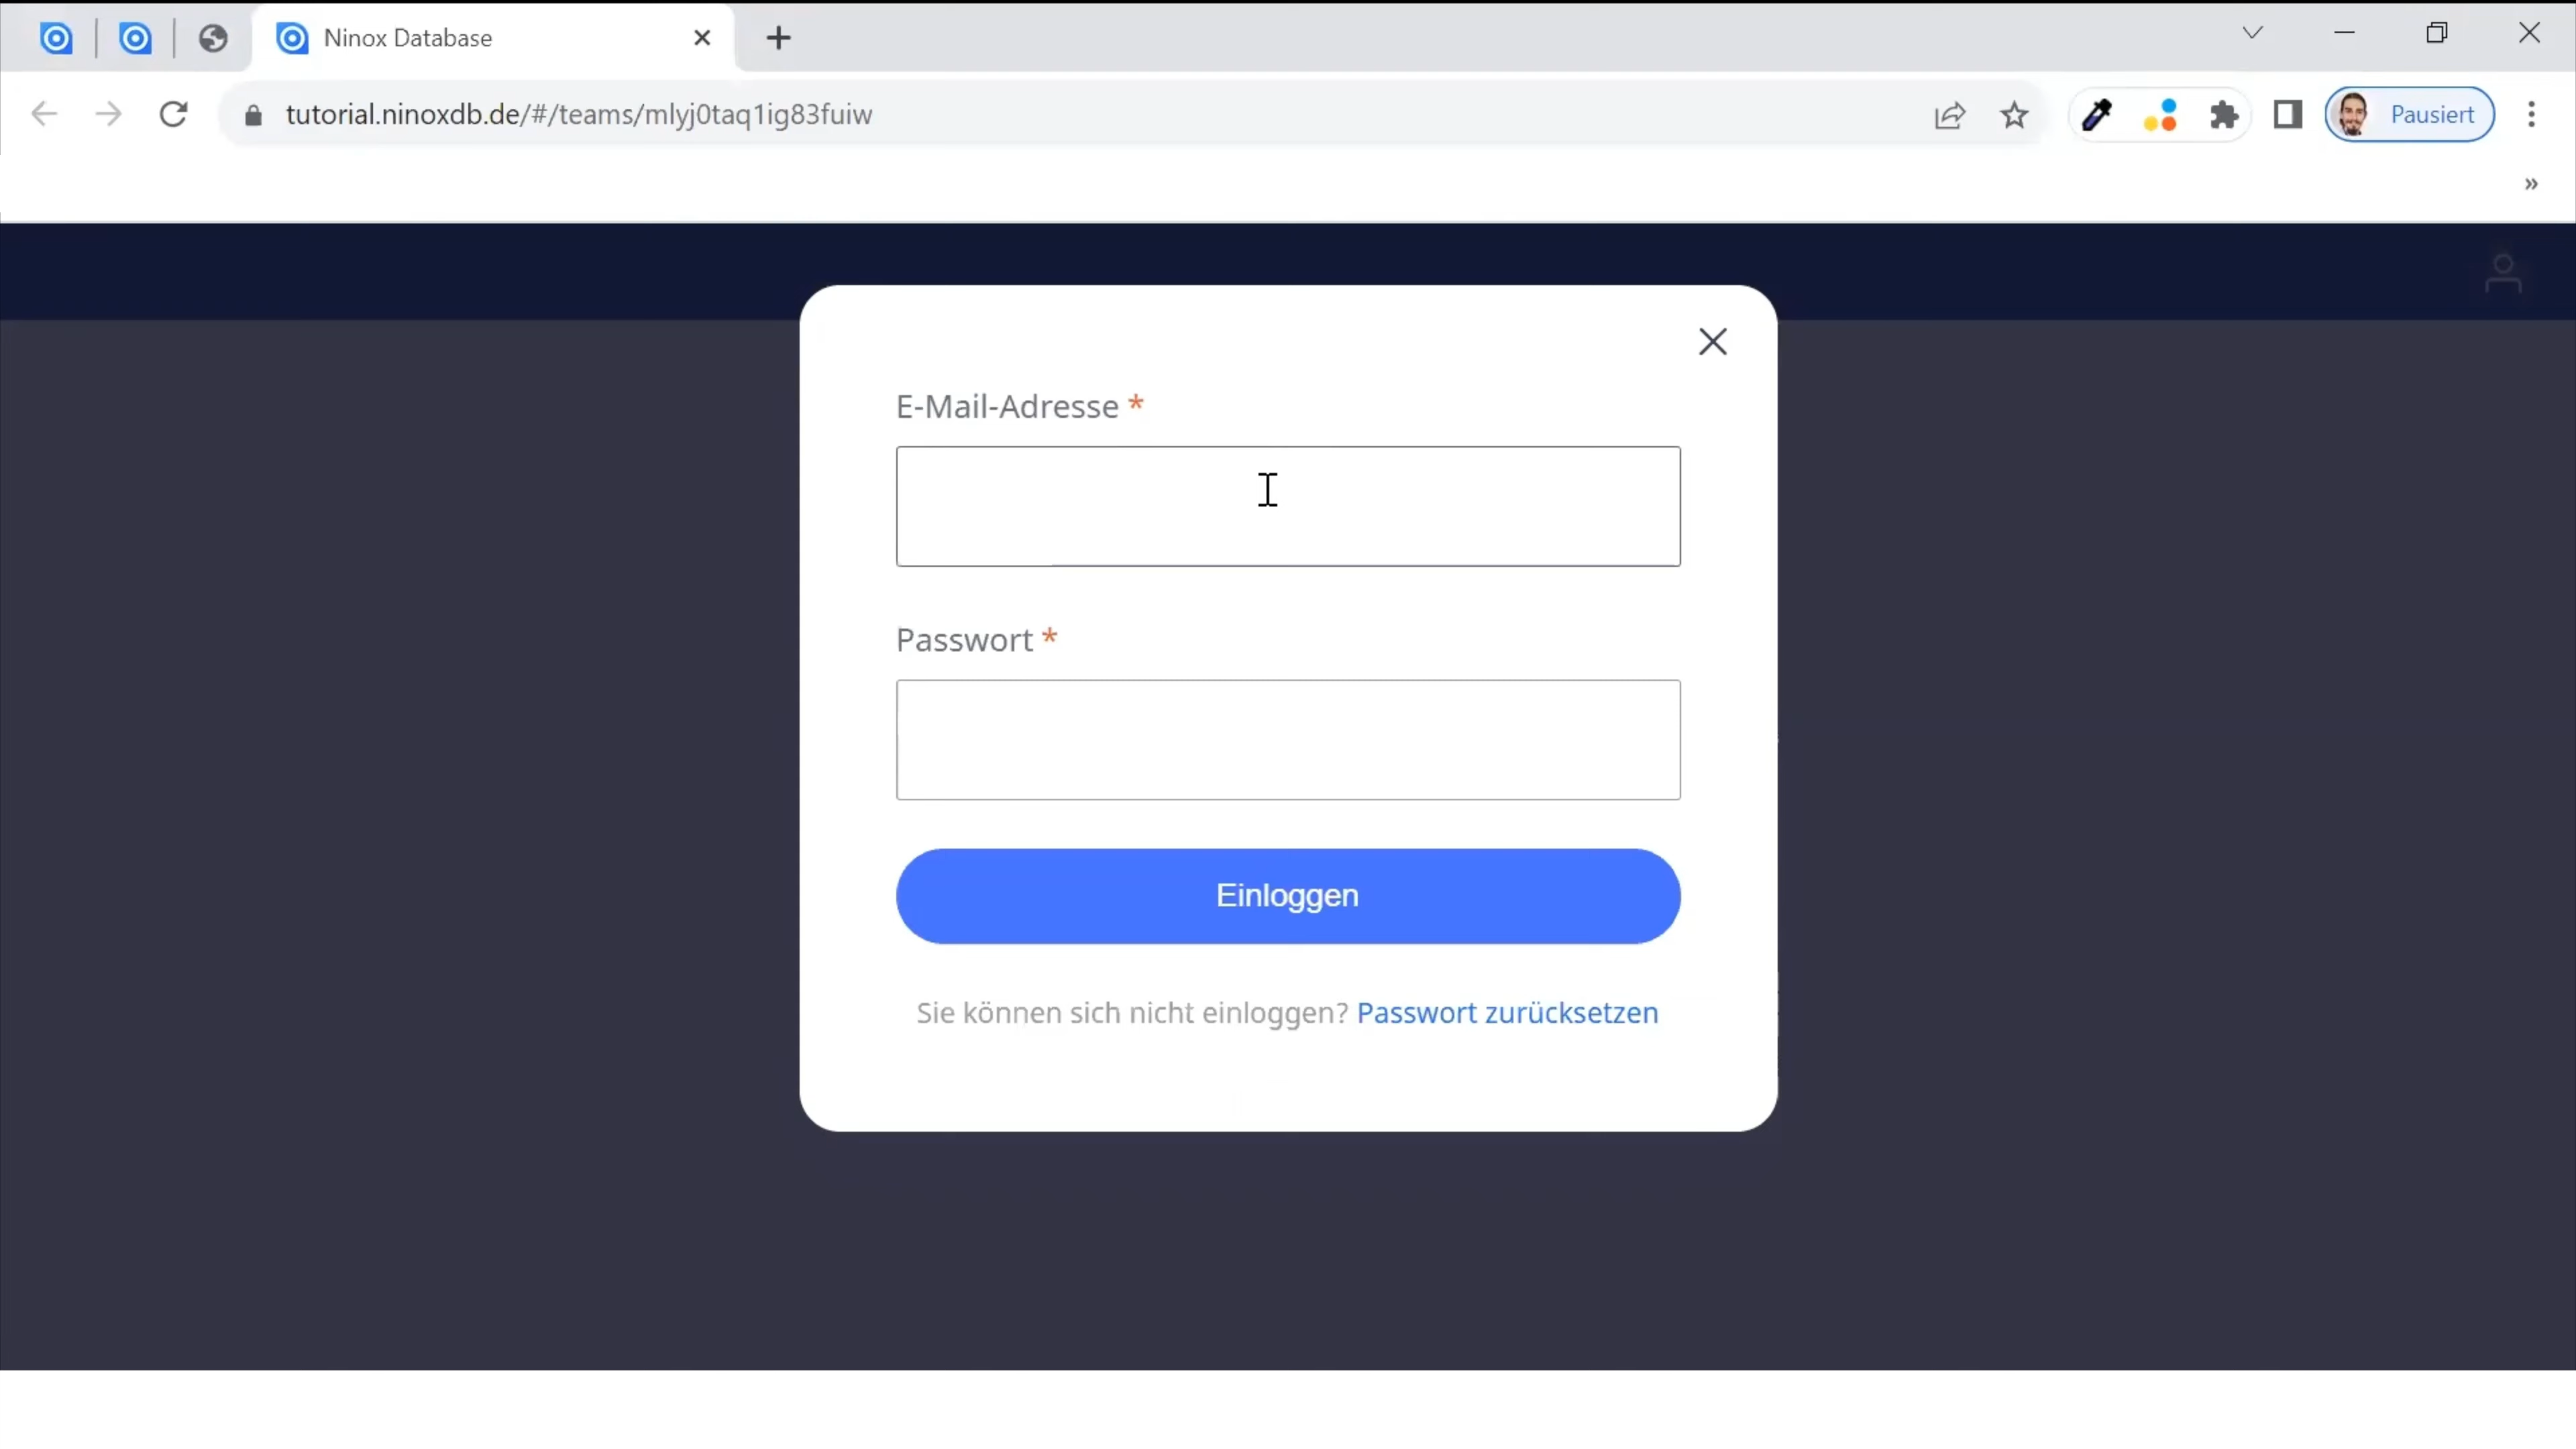 Ninox Database
tutorial.ninoxdb.de/#/teams/mlyj0taq1ig83fuiw
Pausiert
»
E-Mail-Adresse *
Passwort *
Einloggen
Sie können sich nicht einloggen? Passwort zurücksetzen